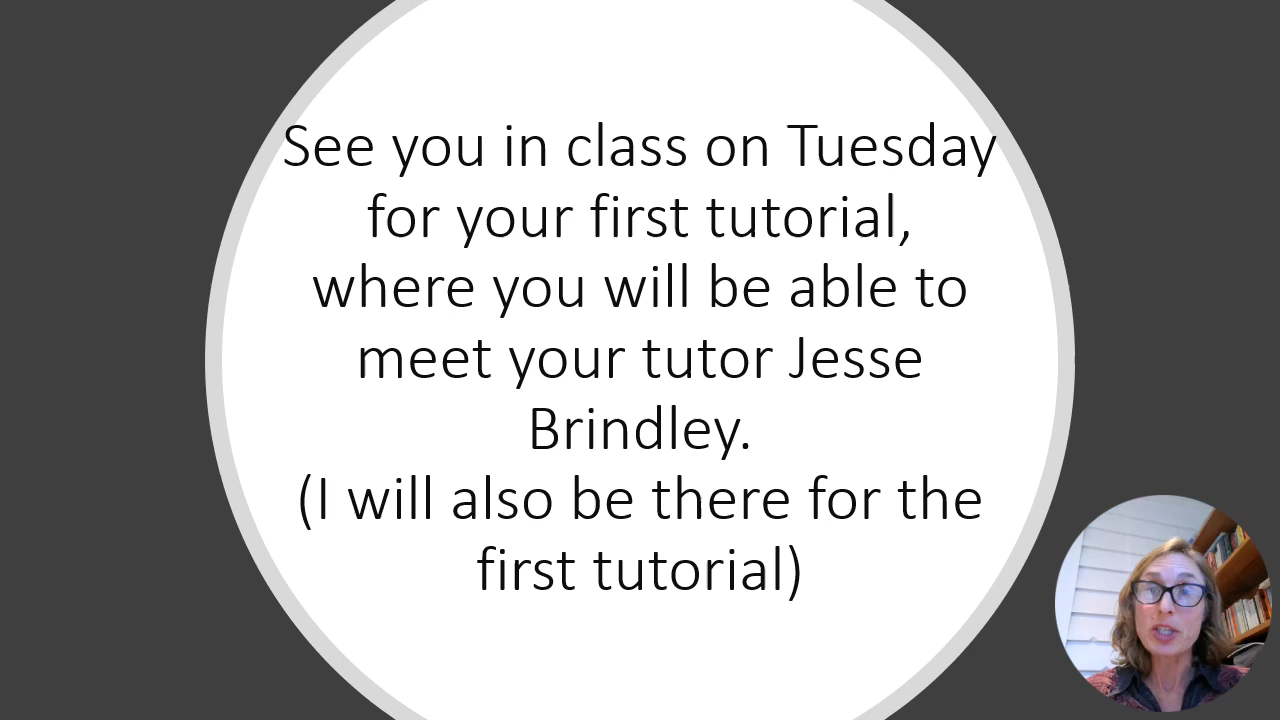 See you in class on Tuesday
for your first tutorial,
where you will be able to
meet your tutor Jesse
Brindley.
(I will also be there for the
first tutorial)